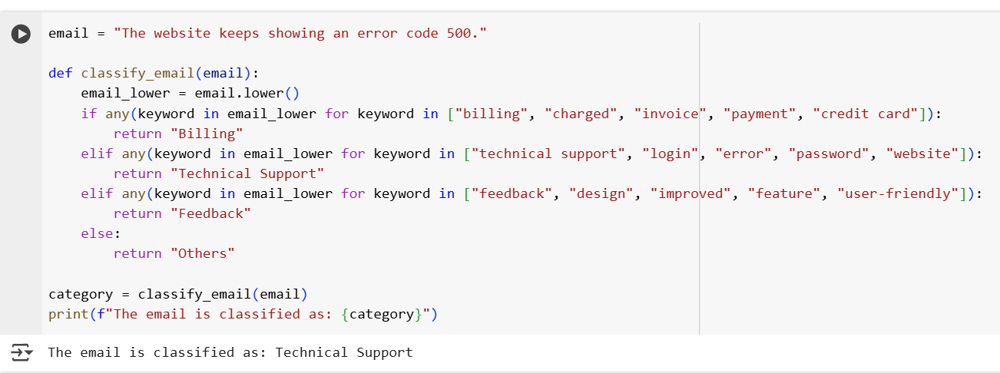 email = "The website keeps showing an error code 500."

def classify_email(email):
    email_lower = email.lower()
    if any(keyword in email_lower for keyword in ["billing", "charged", "invoice", "payment", "credit card"]):
        return "Billing"
    elif any(keyword in email_lower for keyword in ["technical support", "login", "error", "password", "website"]):
        return "Technical Support"
    elif any(keyword in email_lower for keyword in ["feedback", "design", "improved", "feature", "user-friendly"]):
        return "Feedback"
    else:
        return "Others"

category = classify_email(email)
print(f"The email is classified as: {category}")
The email is classified as: Technical Support